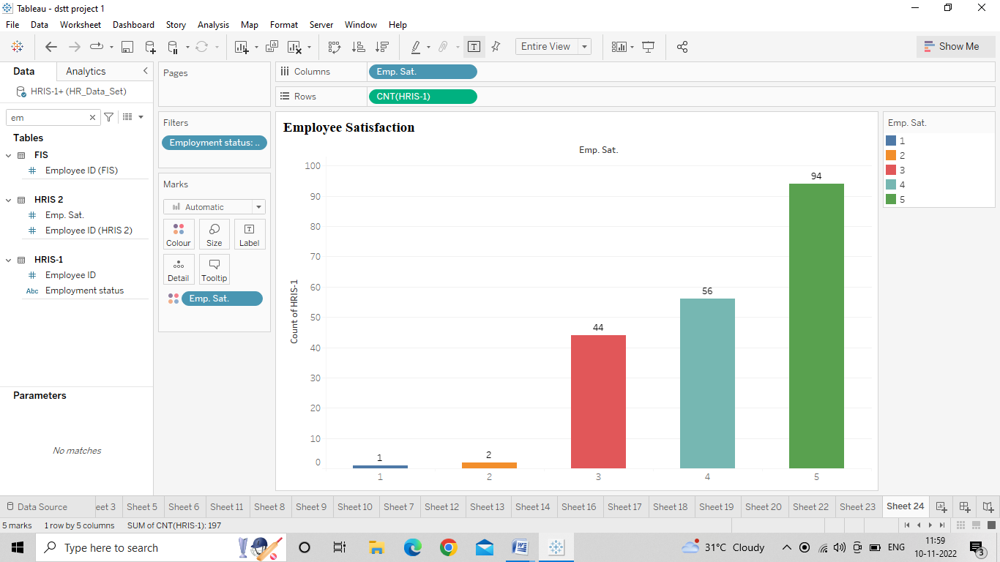 Tableau - dstt project 1
File Data Worksheet Dashboard Story Analysis Map Format Server Window Help
Entire View
Show Me
Data Analytics
HRIS-1+ (HR_Data_Set)
em
Tables
FIS
Employee ID (FIS)
HRIS 2
Emp. Sat.
Employee ID (HRIS 2)
HRIS-1
Employee ID
Abc Employment status
Parameters
No matches
Pages
Filters
Employment status: ..
Marks
Automatic
Colour Size Label
Detail Tooltip
Emp. Sat.
Columns Emp. Sat.
Rows CNT(HRIS-1)
Employee Satisfaction
Emp. Sat.
Count of HRIS-1
100
90
80
70
60
50
40
30
20
10
0
1
2
44
56
94
1 2 3 4 5
Emp. Sat.
1
2
3
4
5
Data Source eet 3 Sheet 5 Sheet 6 Sheet 11 Sheet 8 Sheet 9 Sheet 10 Sheet 7 Sheet 12 Sheet 13 Sheet 14 Sheet 16 Sheet 17 Sheet 18 Sheet 19 Sheet 20 Sheet 22 Sheet 23 Sheet 24
5 marks 1 row by 5 columns SUM of CNT(HRIS-1): 197
Type here to search
31°C Cloudy
ENG
11:59
10-11-2022
3